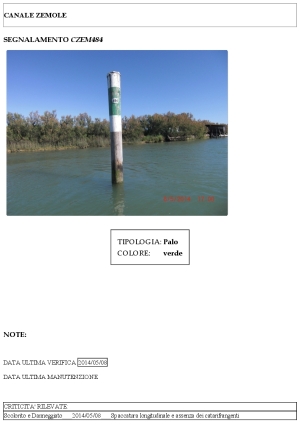 CANALE ZEMOLE
SEGNALAMENTO CZEM484
TIPOLOGIA: Palo
COLORE: verde
NOTE:
DATA ULTIMA VERIFICA 2014/05/08
DATA ULTIMA MANUTENZIONE
CRITICITA' RILEVATE
Scolorito e Danneggiato 2014/05/08 Spaccatura longitudinale e assenza dei catarifrangenti